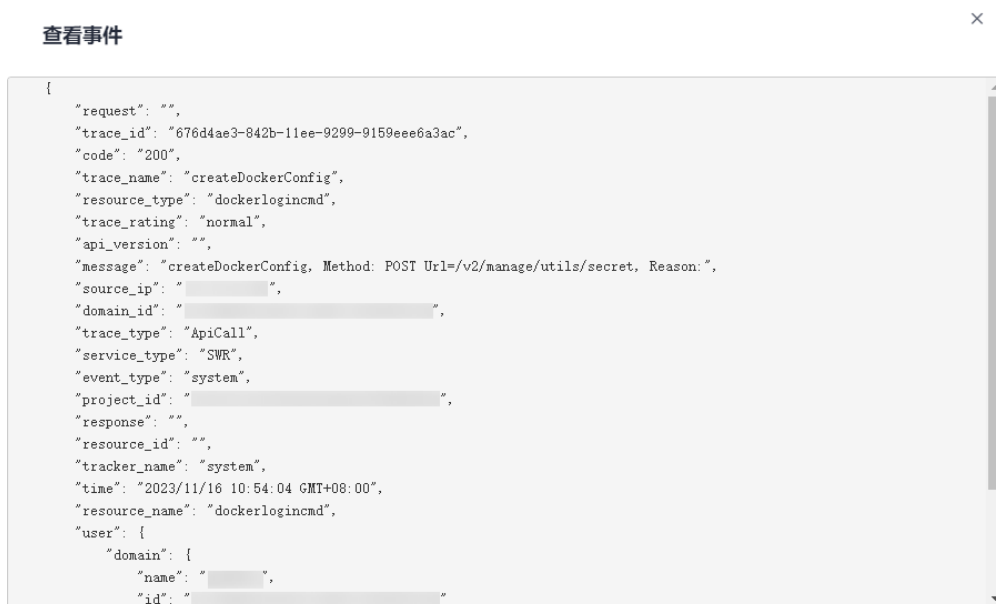 查看事件
{
"request": "",
"trace_id": "676d4ae3-842b-11ee-9299-9159eee6a3ac",
"code": "200",
"trace_name": "createDockerConfig",
"resource_type": "dockerlogincmd",
"trace_rating": "normal",
"api_version": "",
"message": "createDockerConfig, Method: POST Url=/v2/manage/utils/secret, Reason:",
"source_ip": "",
"domain_id": "",
"trace_type": "ApiCall",
"service_type": "SWR",
"event_type": "system",
"project_id": "",
"response": "",
"resource_id": "",
"tracker_name": "system",
"time": "2023/11/16 10:54:04 GMT+08:00",
"resource_name": "dockerlogincmd",
"user": {
"domain": {
"name": "",
"id": ""